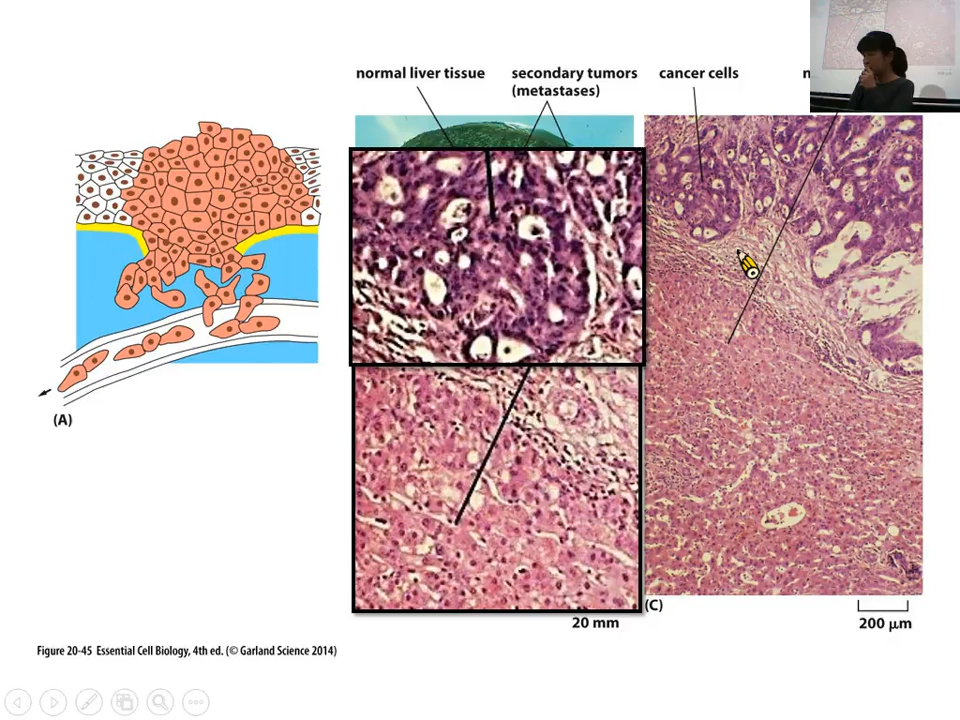 normal liver tissue
secondary tumors
(metastases)
cancer cells
(A)
(C)
20 mm
200 μm
Figure 20-45 Essential Cell Biology, 4th ed. (© Garland Science 2014)